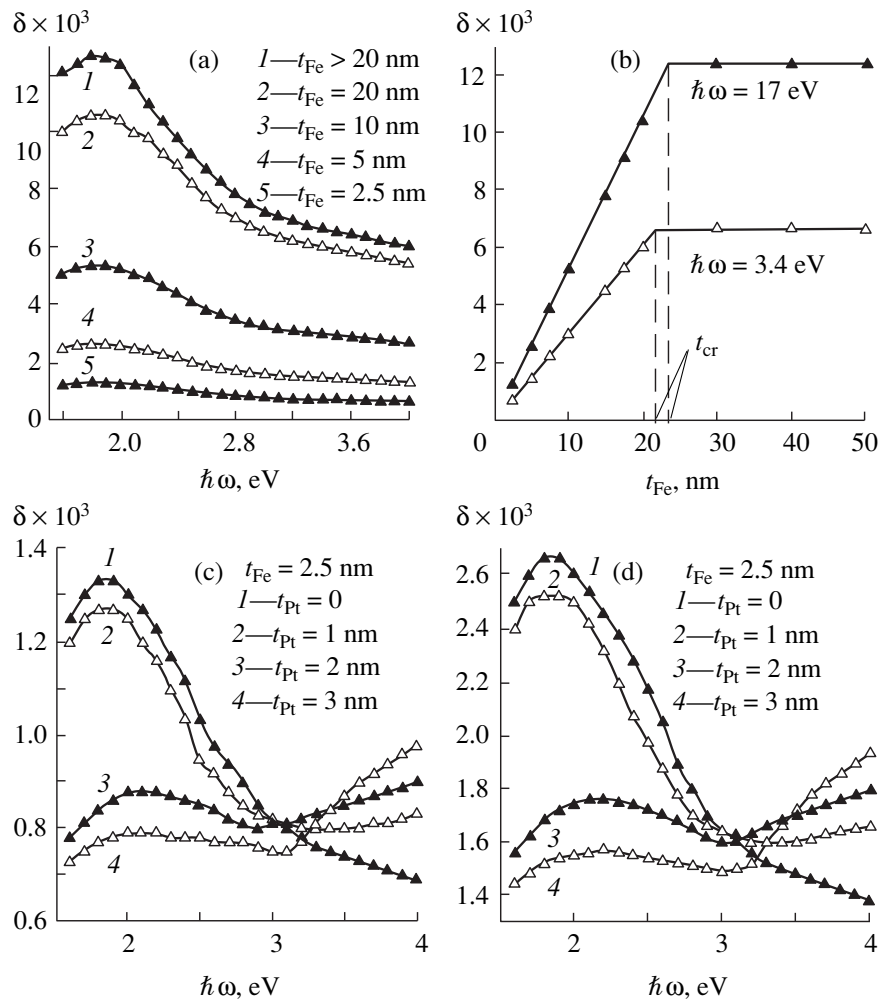 δ × 10³
(a)
1—t_Fe > 20 nm
2—t_Fe = 20 nm
3—t_Fe = 10 nm
4—t_Fe = 5 nm
5—t_Fe = 2.5 nm
12
10
8
6
4
2
0
1
2
3
4
5
2.0 2.8 3.6
ℏω, eV
δ × 10³
(b)
12
10
8
6
4
2
0
ℏω = 17 eV
ℏω = 3.4 eV
t_cr
10 20 30 40 50
t_Fe, nm
δ × 10³
(c)
t_Fe = 2.5 nm
1—t_Pt = 0
2—t_Pt = 1 nm
3—t_Pt = 2 nm
4—t_Pt = 3 nm
1.4
1.2
1.0
0.8
0.6
1
2
3
4
2 3 4
ℏω, eV
δ × 10³
(d)
t_Fe = 2.5 nm
1—t_Pt = 0
2—t_Pt = 1 nm
3—t_Pt = 2 nm
4—t_Pt = 3 nm
2.6
2.4
2.2
2.0
1.8
1.6
1.4
1
2
3
4
2 3 4
ℏω, eV